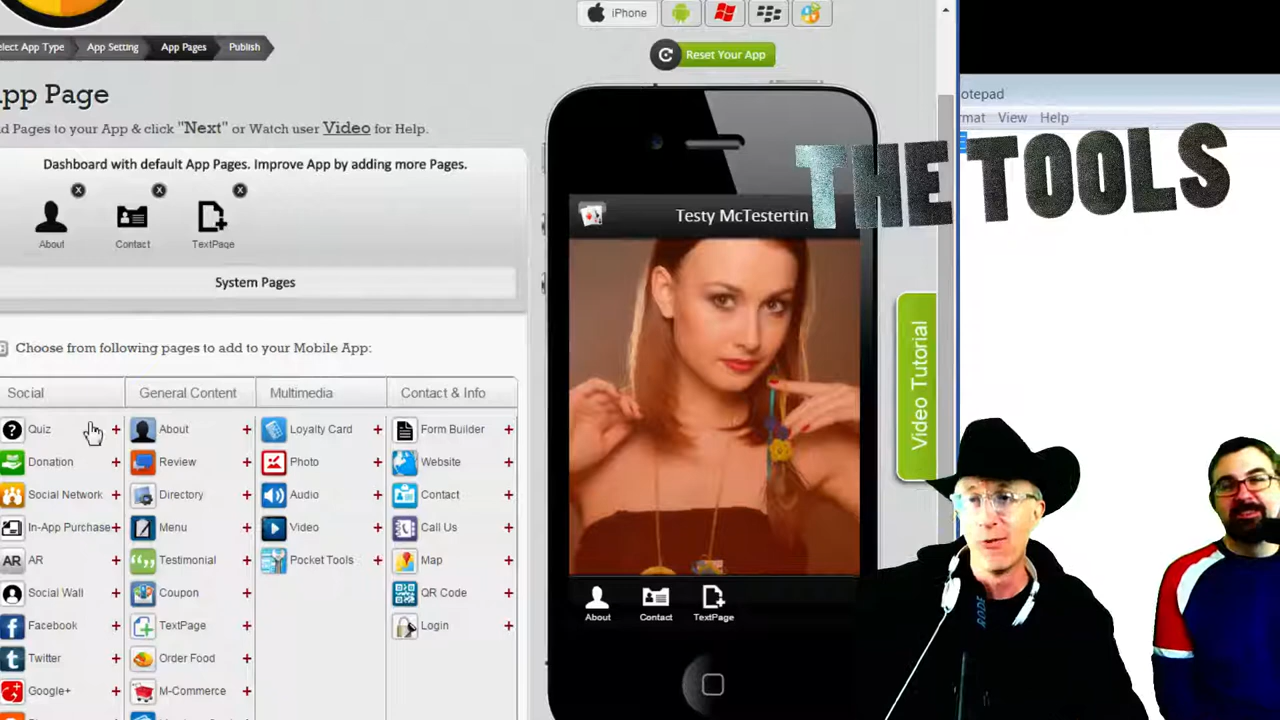 iPhone
elect App Type App Setting App Pages Publish
Reset Your App
pp Page
d Pages to your App & click "Next" or Watch user Video for Help.
Dashboard with default App Pages. Improve App by adding more Pages.
X X X
About Contact TextPage
System Pages
Choose from following pages to add to your Mobile App:
Social General Content Multimedia Contact & Info
? Quiz + About + Loyalty Card + Form Builder +
Donation + Review + Photo + Website +
Social Network + Directory + Audio + Contact +
In-App Purchase + Menu + Video + Call Us +
AR AR + Testimonial + Pocket Tools + Map +
Social Wall + Coupon + QR Code +
f Facebook + TextPage + Login +
t Twitter + Order Food +
Google+ + M-Commerce +
Testy McTestertin
About Contact TextPage
Video Tutorial
otepad
rmat View Help
THE TOOLS